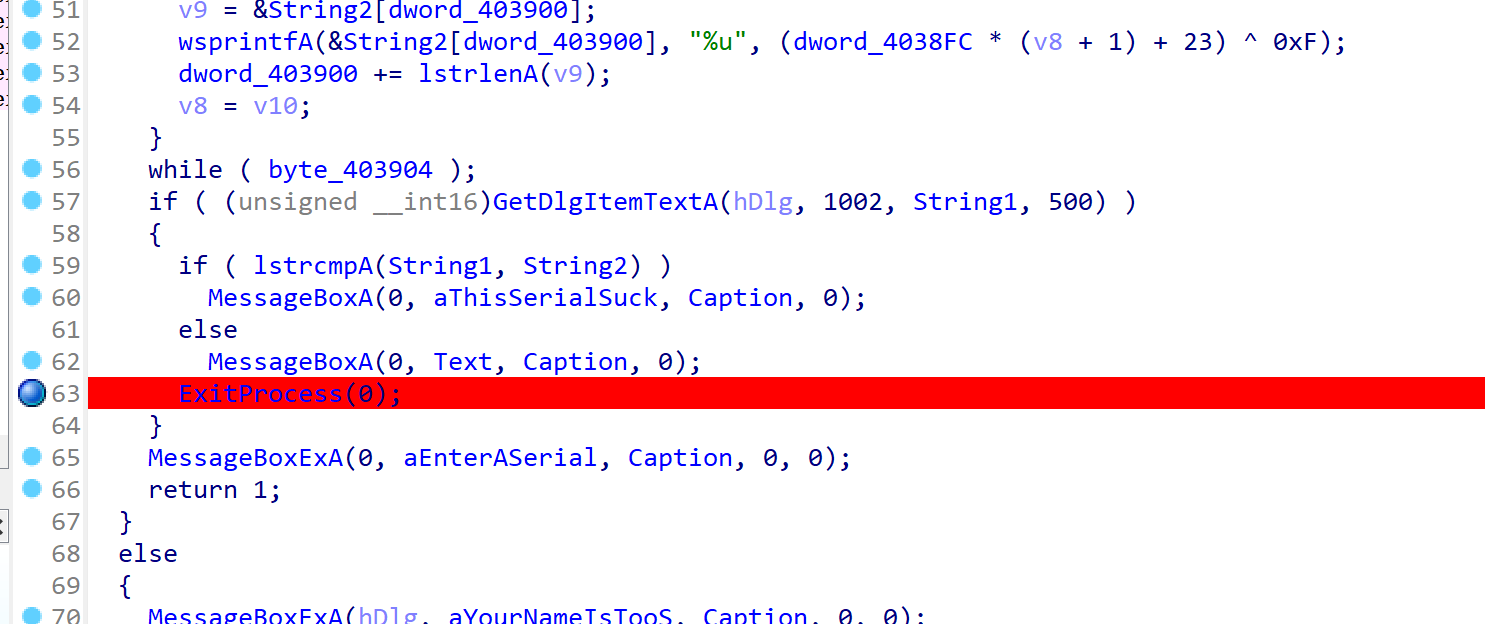 51 v9 = &String2[dword_403900];
52 wsprintfA(&String2[dword_403900], "%u", (dword_4038FC * (v8 + 1) + 23) ^ 0xF);
53 dword_403900 += lstrlenA(v9);
54 v8 = v10;
55 }
56 while ( byte_403904 );
57 if ( (unsigned __int16)GetDlgItemTextA(hDlg, 1002, String1, 500) )
58 {
59 if ( lstrcmpA(String1, String2) )
60 MessageBoxA(0, aThisSerialSuck, Caption, 0);
61 else
62 MessageBoxA(0, Text, Caption, 0);
63 ExitProcess(0);
64 }
65 MessageBoxExA(0, aEnterASerial, Caption, 0, 0);
66 return 1;
67 }
68 else
69 {
70 MessageBoxExA(hDlg, aYourNameIsTooS, Caption, 0, 0);